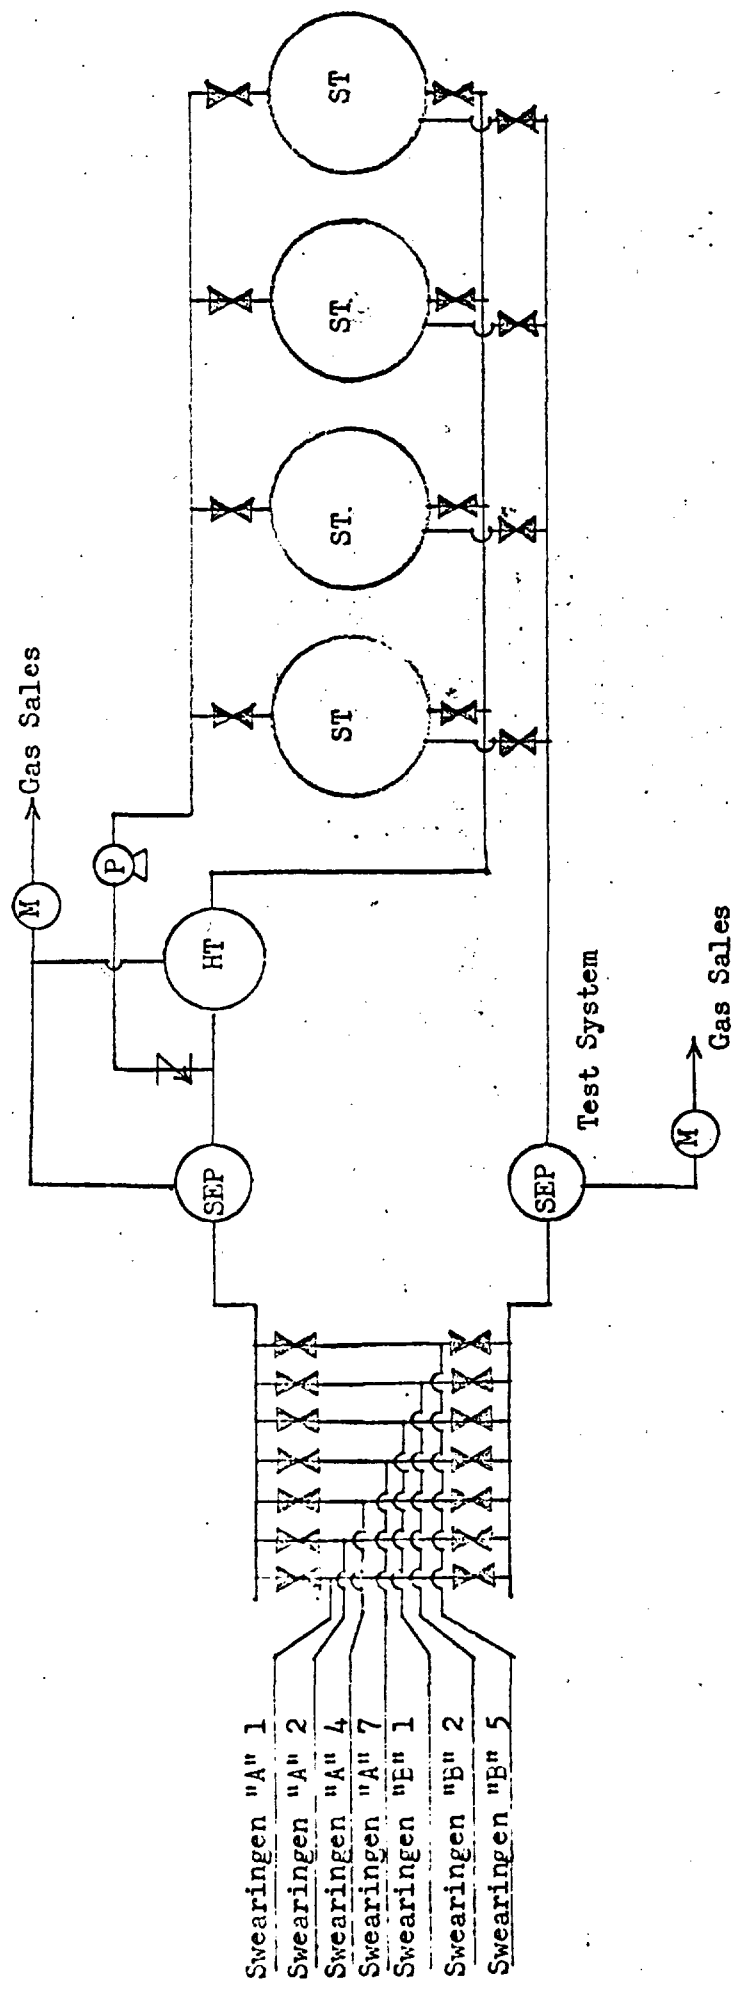 Swearingen "A" 1
Swearingen "A" 2
Swearingen "A" 4
Swearingen "A" 7
Swearingen "B" 1
Swearingen "B" 2
Swearingen "B" 5
SEP
HT
P
M
Gas Sales
ST
ST.
ST.
ST
SEP
Test System
M
Gas Sales